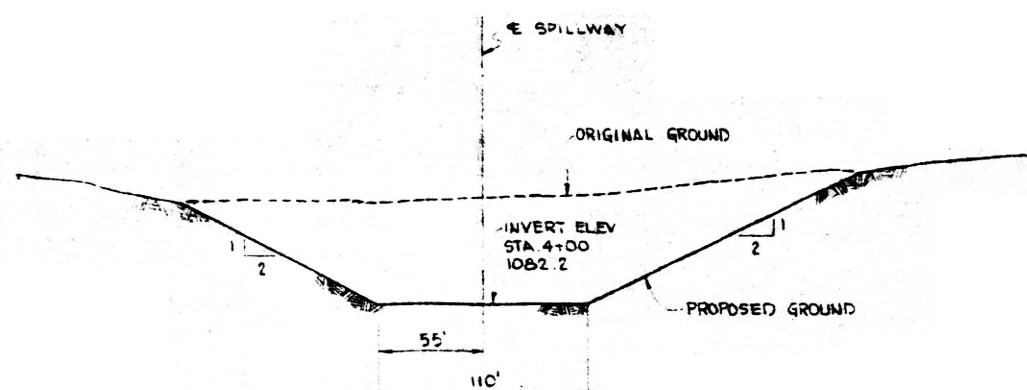 ℄ SPILLWAY
ORIGINAL GROUND
INVERT ELEV
STA. 4+00
1082.2
1
2
1
2
PROPOSED GROUND
55'
110'